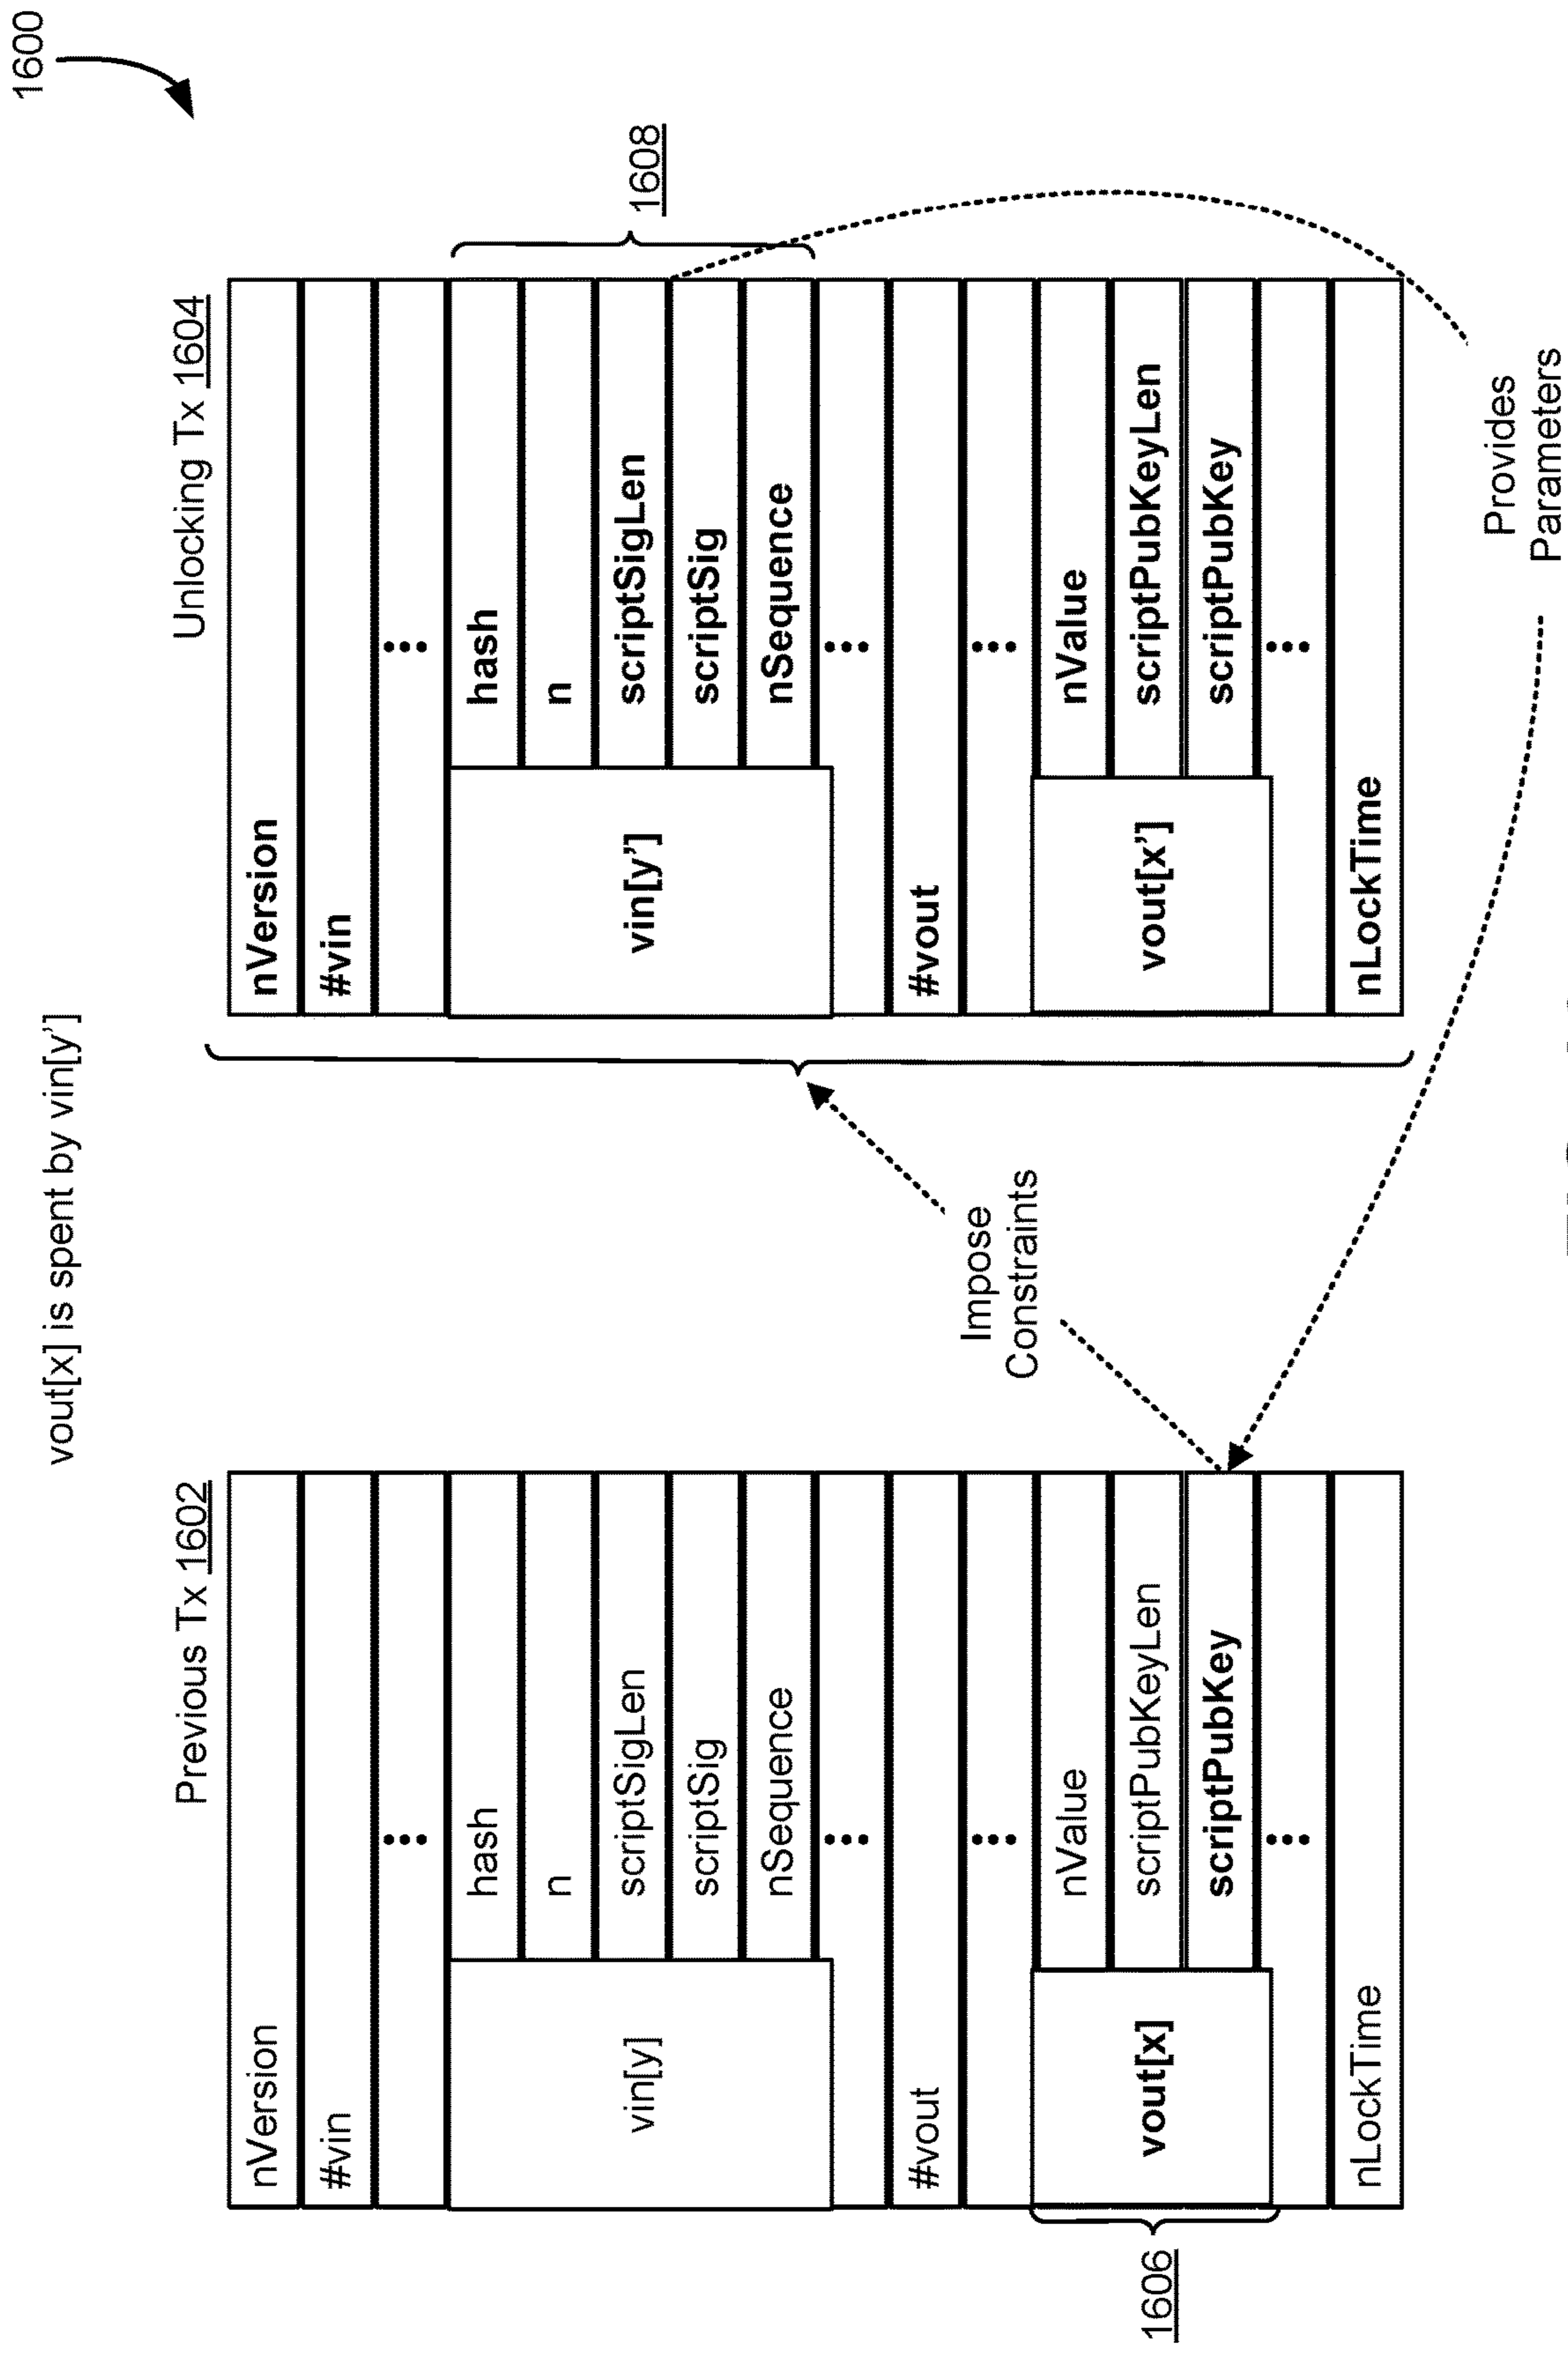 1600
vout[x] is spent by vin[y’]
Previous Tx 1602
nVersion
#vin
...
vin[y]
hash
n
scriptSigLen
scriptSig
nSequence
...
#vout
...
1606
vout[x]
nValue
scriptPubKeyLen
scriptPubKey
...
nLockTime
Impose
Constraints
Unlocking Tx 1604
nVersion
#vin
...
vin[y’]
hash
n
scriptSigLen
scriptSig
nSequence
1608
...
#vout
...
vout[x’]
nValue
scriptPubKeyLen
scriptPubKey
...
nLockTime
Provides
Parameters